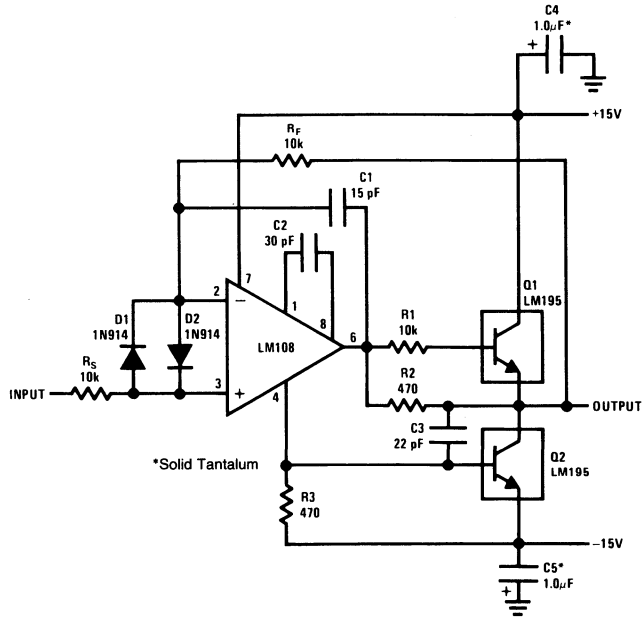 C4
1.0μF*
+
+15V
RF
10k
C1
15 pF
C2
30 pF
7
Q1
LM195
D1
1N914
D2
1N914
2
−
1
8
6
R1
10k
LM108
RS
10k
INPUT
3
+
4
R2
470
OUTPUT
C3
22 pF
Q2
LM195
*Solid Tantalum
R3
470
−15V
C5*
1.0μF
+